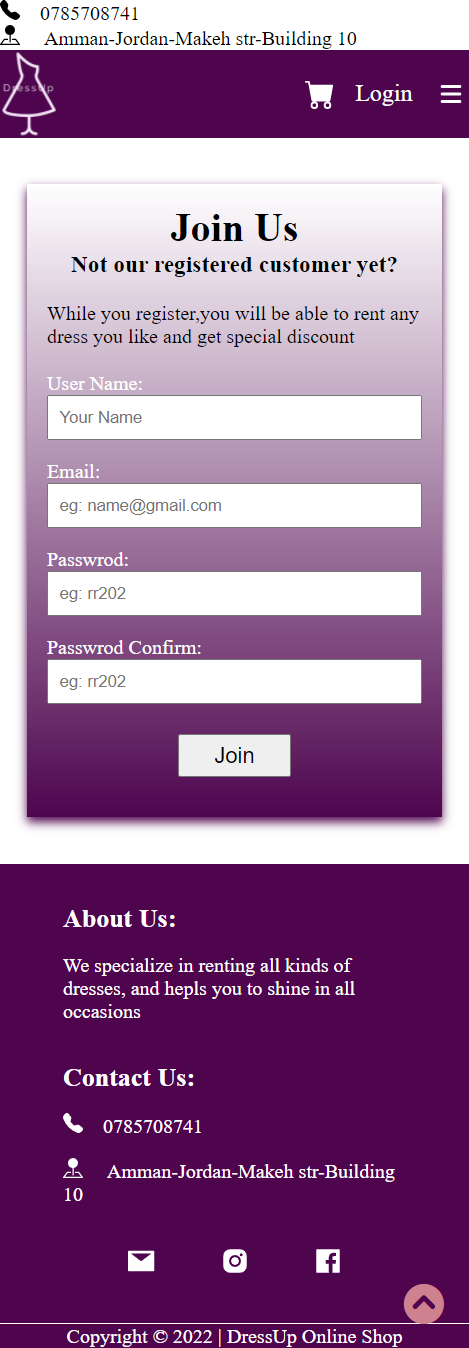 0785708741
Amman-Jordan-Makeh str-Building 10
DressUp
Login
Join Us
Not our registered customer yet?
While you register,you will be able to rent any
dress you like and get special discount
User Name:
Your Name
Email:
eg: name@gmail.com
Passwrod:
eg: rr202
Passwrod Confirm:
eg: rr202
Join
About Us:
We specialize in renting all kinds of
dresses, and hepls you to shine in all
occasions
Contact Us:
0785708741
Amman-Jordan-Makeh str-Building
10
Copyright © 2022 | DressUp Online Shop